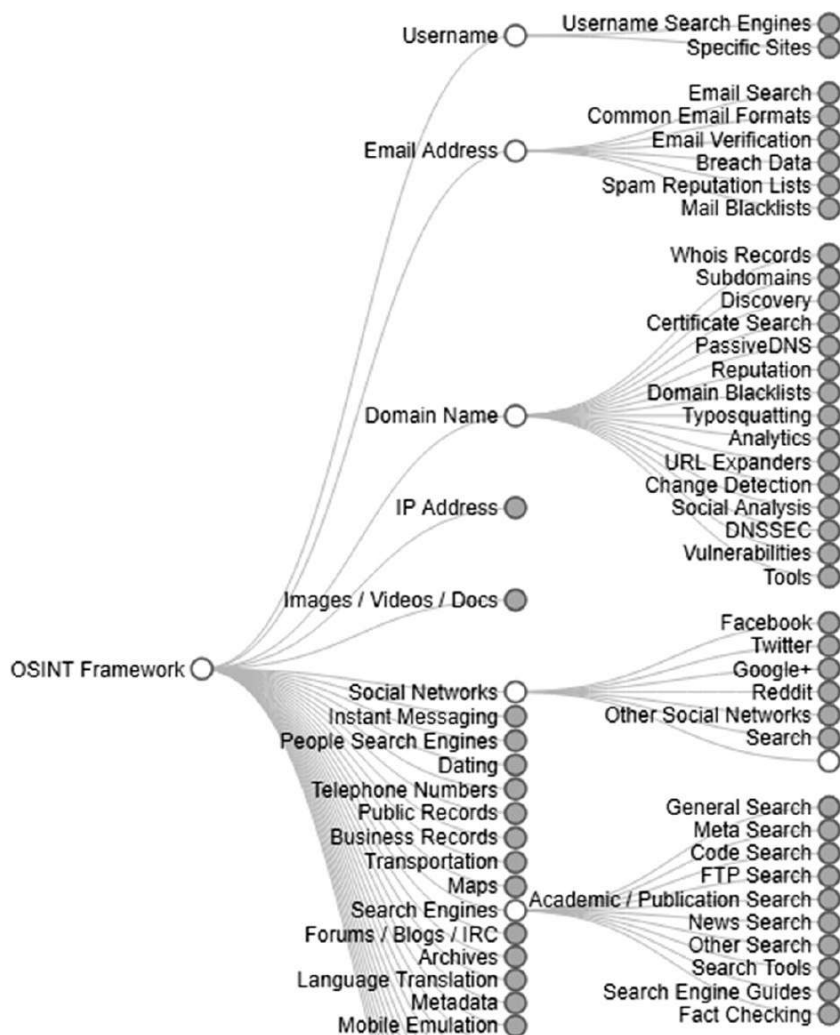 OSINT Framework
Username
Username Search Engines
Specific Sites
Email Address
Email Search
Common Email Formats
Email Verification
Breach Data
Spam Reputation Lists
Mail Blacklists
Domain Name
Whois Records
Subdomains
Discovery
Certificate Search
PassiveDNS
Reputation
Domain Blacklists
Typosquatting
Analytics
URL Expanders
Change Detection
Social Analysis
DNSSEC
Vulnerabilities
Tools
IP Address
Images / Videos / Docs
Social Networks
Facebook
Twitter
Google+
Reddit
Other Social Networks
Search
Instant Messaging
People Search Engines
Dating
Telephone Numbers
Public Records
Business Records
Transportation
Maps
Search Engines
General Search
Meta Search
Code Search
FTP Search
Academic / Publication Search
News Search
Other Search
Search Tools
Search Engine Guides
Fact Checking
Forums / Blogs / IRC
Archives
Language Translation
Metadata
Mobile Emulation